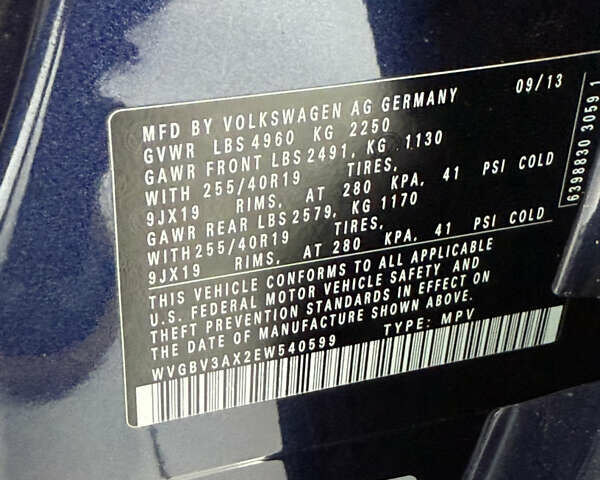 09/13
MFD BY VOLKSWAGEN AG GERMANY
GVWR LBS 4960 KG 2250
GAWR FRONT LBS 2491, KG 1130
WITH 255/40R19 TIRES,
9JX19 RIMS, AT 280 KPA, 41 PSI COLD
GAWR REAR LBS 2579, KG 1170
WITH 255/40R19 TIRES,
9JX19 RIMS, AT 280 KPA, 41 PSI COLD
THIS VEHICLE CONFORMS TO ALL APPLICABLE
U.S. FEDERAL MOTOR VEHICLE SAFETY AND
THEFT PREVENTION STANDARDS IN EFFECT ON
THE DATE OF MANUFACTURE SHOWN ABOVE.
WVGBV3AX2EW540599 TYPE: MPV
6398830 3059 1